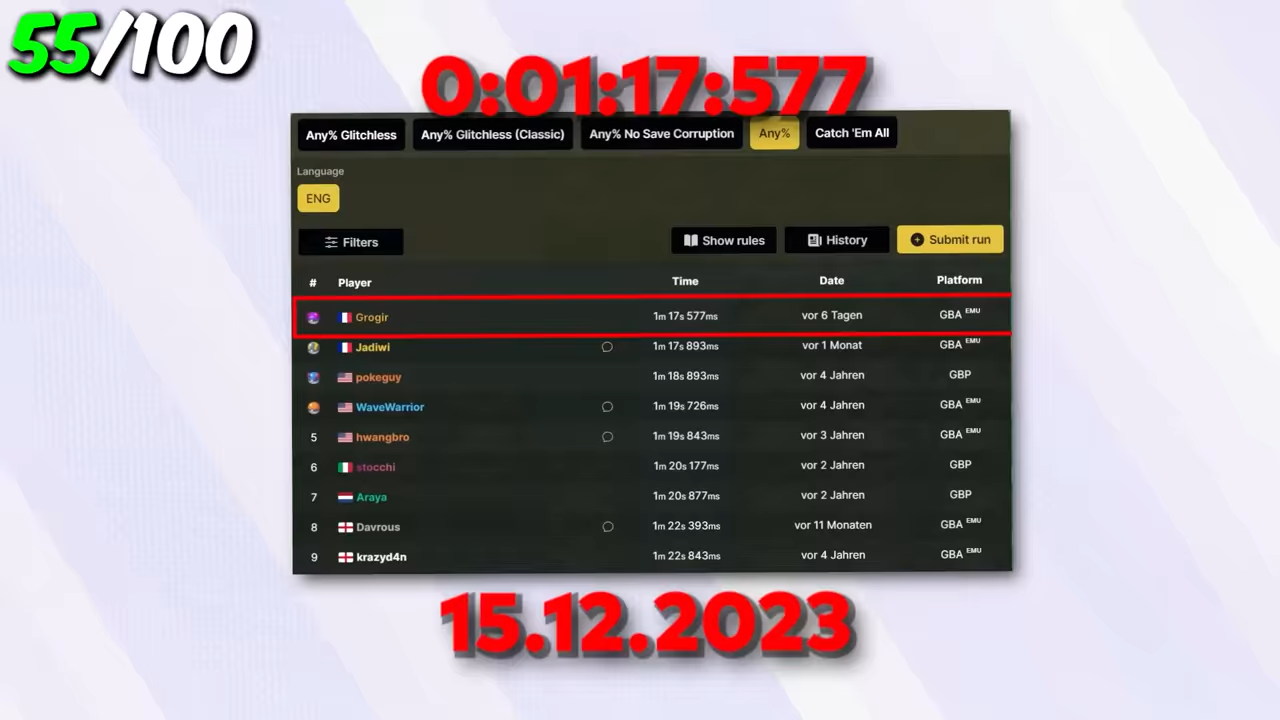 55/100
0:01:17:577
Any% Glitchless Any% Glitchless (Classic) Any% No Save Corruption Any% Catch 'Em All
Language
ENG
Filters Show rules History Submit run
# Player Time Date Platform
Grogir 1m 17s 577ms vor 6 Tagen GBA EMU
Jadiwi 1m 17s 893ms vor 1 Monat GBA EMU
pokeguy 1m 18s 893ms vor 4 Jahren GBP
WaveWarrior 1m 19s 726ms vor 4 Jahren GBA EMU
5 hwangbro 1m 19s 843ms vor 3 Jahren GBA EMU
6 stocchi 1m 20s 177ms vor 2 Jahren GBP
7 Araya 1m 20s 877ms vor 2 Jahren GBP
8 Davrous 1m 22s 393ms vor 11 Monaten GBA EMU
9 krazyd4n 1m 22s 843ms vor 4 Jahren GBA EMU
15.12.2023